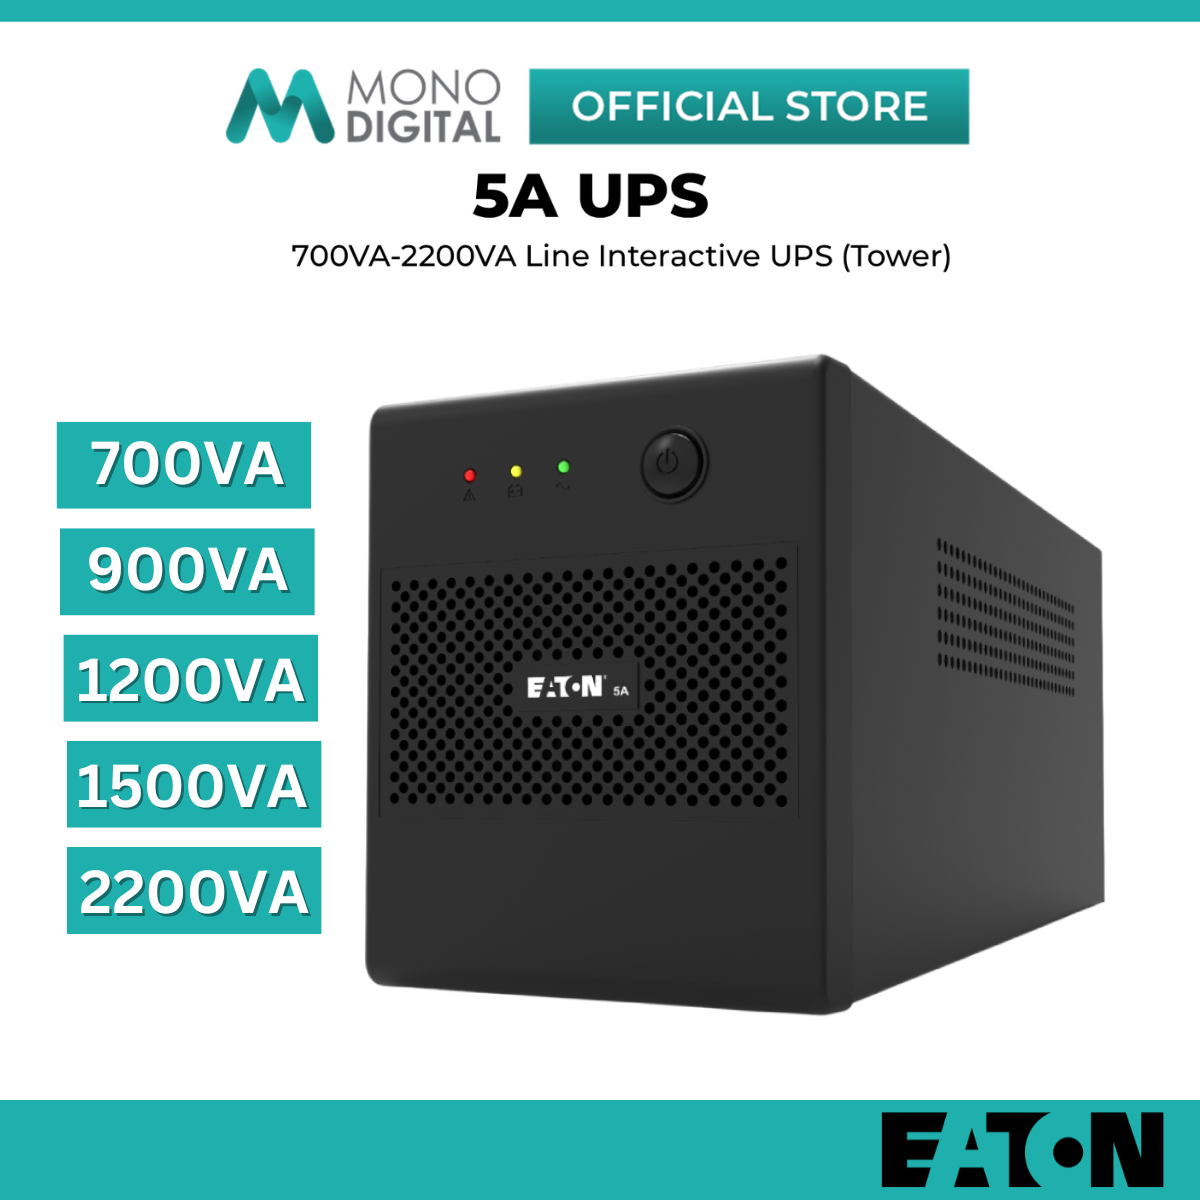 MONO
DIGITAL
OFFICIAL STORE
5A UPS
700VA-2200VA Line Interactive UPS (Tower)
700VA
900VA
1200VA
1500VA
2200VA
EATON 5A
EATON